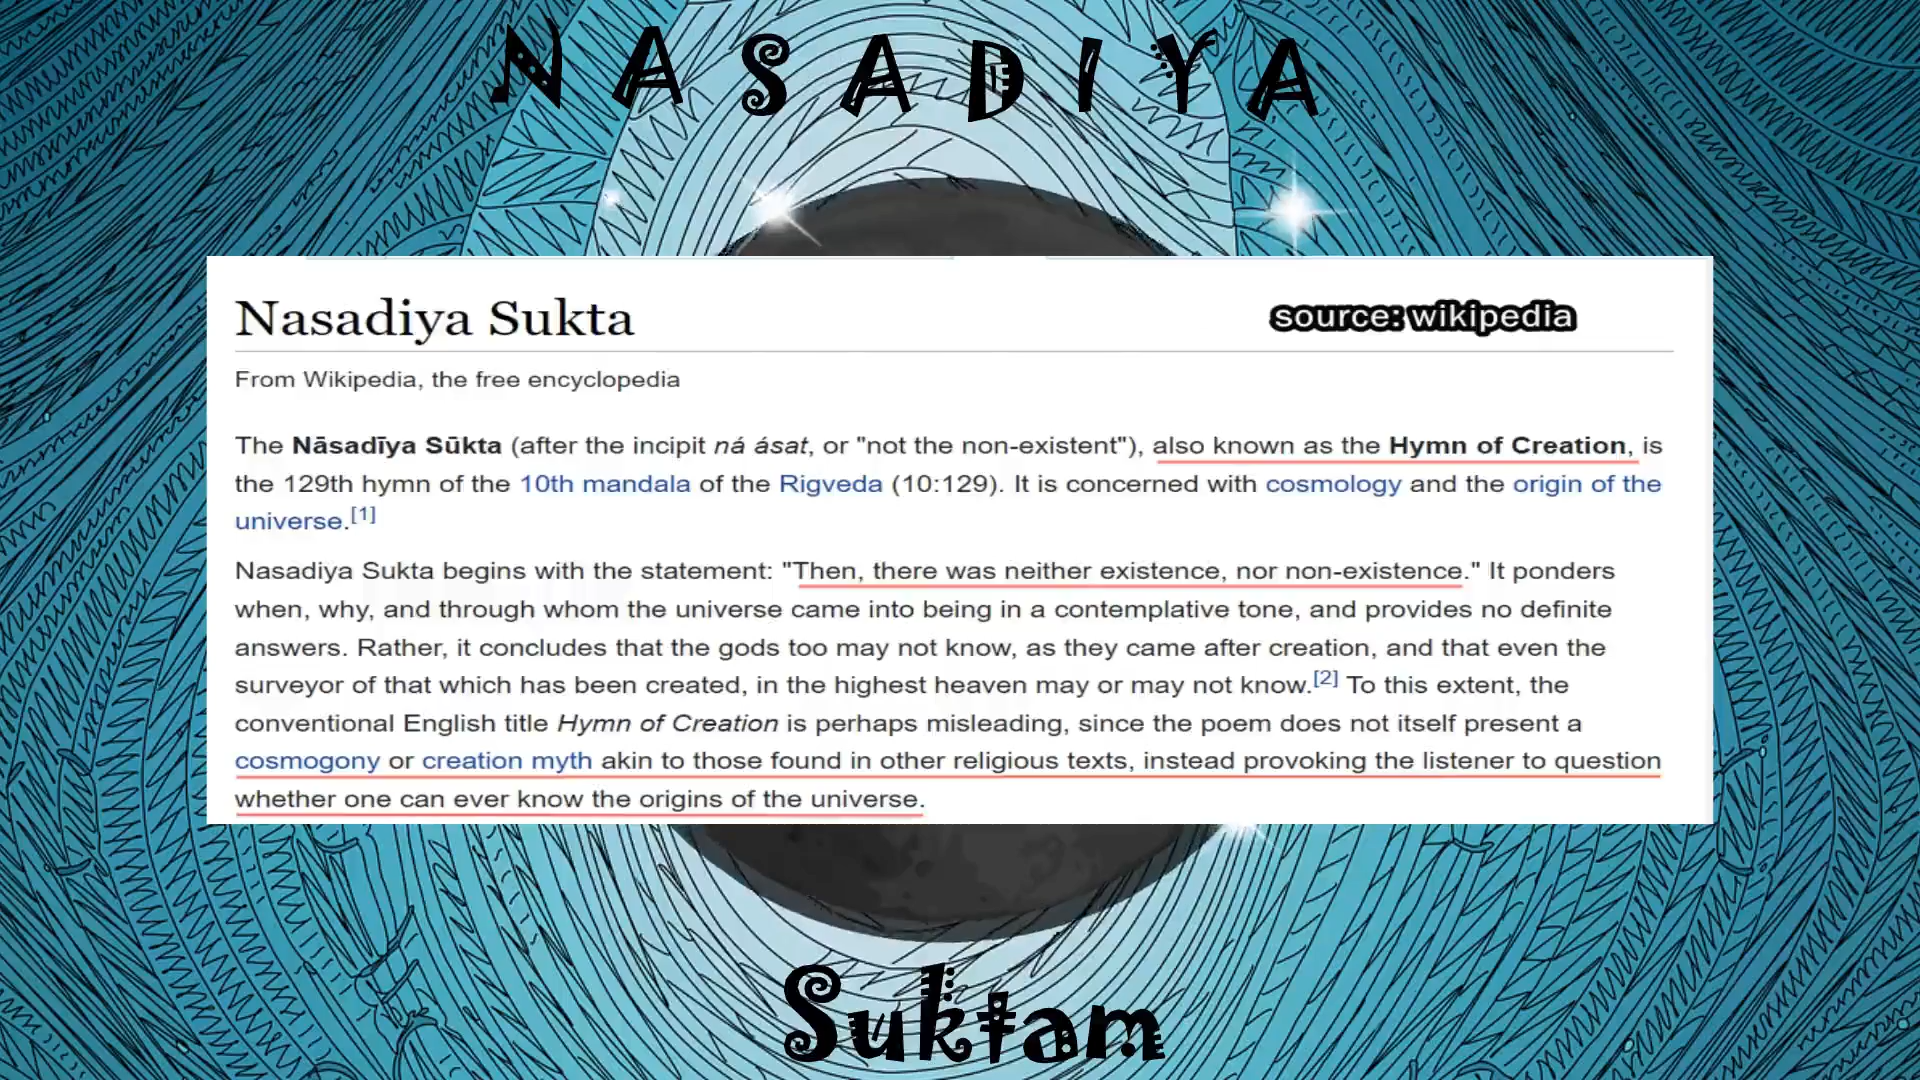 NASADIYA
Nasadiya Sukta
source: wikipedia
From Wikipedia, the free encyclopedia
The Nāsadīya Sūkta (after the incipit ná ásat, or "not the non-existent"), also known as the Hymn of Creation, is
the 129th hymn of the 10th mandala of the Rigveda (10:129). It is concerned with cosmology and the origin of the
universe.[1]
Nasadiya Sukta begins with the statement: "Then, there was neither existence, nor non-existence." It ponders
when, why, and through whom the universe came into being in a contemplative tone, and provides no definite
answers. Rather, it concludes that the gods too may not know, as they came after creation, and that even the
surveyor of that which has been created, in the highest heaven may or may not know.[2] To this extent, the
conventional English title Hymn of Creation is perhaps misleading, since the poem does not itself present a
cosmogony or creation myth akin to those found in other religious texts, instead provoking the listener to question
whether one can ever know the origins of the universe.
Suktam